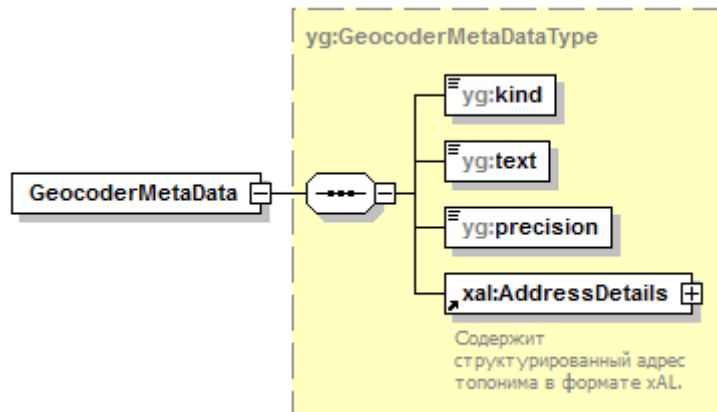 yg:GeocoderMetaDataType
yg:kind
yg:text
GeocoderMetaData
yg:precision
xal:AddressDetails
Содержит
структурированный адрес
топонима в формате xAL.